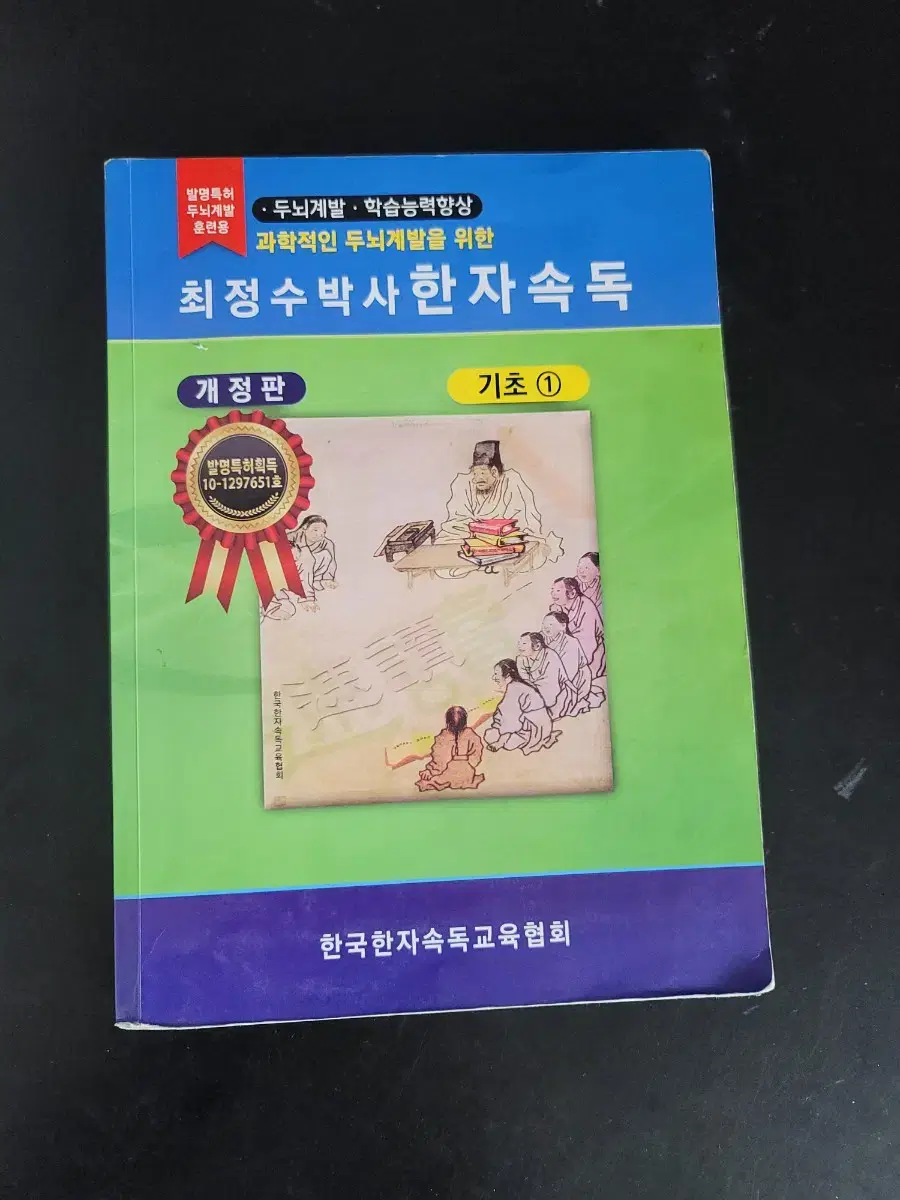 발명특허
두뇌계발
훈련용
· 두뇌계발 · 학습능력향상
과학적인 두뇌계발을 위한
최정수박사 한자속독
개정판
기초 ①
발명특허획득
10-1297651호
速讀
한국한자속독교육협회
한국한자속독교육협회